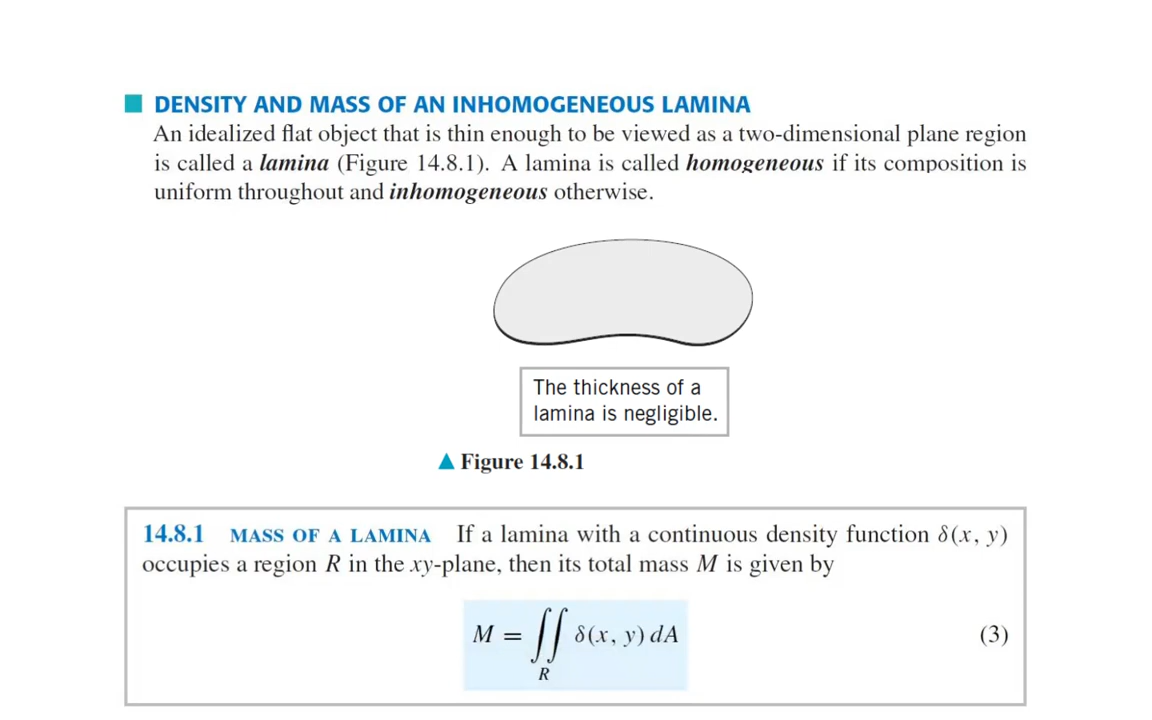 DENSITY AND MASS OF AN INHOMOGENEOUS LAMINA
An idealized flat object that is thin enough to be viewed as a two-dimensional plane region
is called a lamina (Figure 14.8.1). A lamina is called homogeneous if its composition is
uniform throughout and inhomogeneous otherwise.
The thickness of a
lamina is negligible.
▲ Figure 14.8.1
14.8.1 MASS OF A LAMINA If a lamina with a continuous density function δ(x, y)
occupies a region R in the xy-plane, then its total mass M is given by
M = ∬ δ(x, y) dA (3)
R